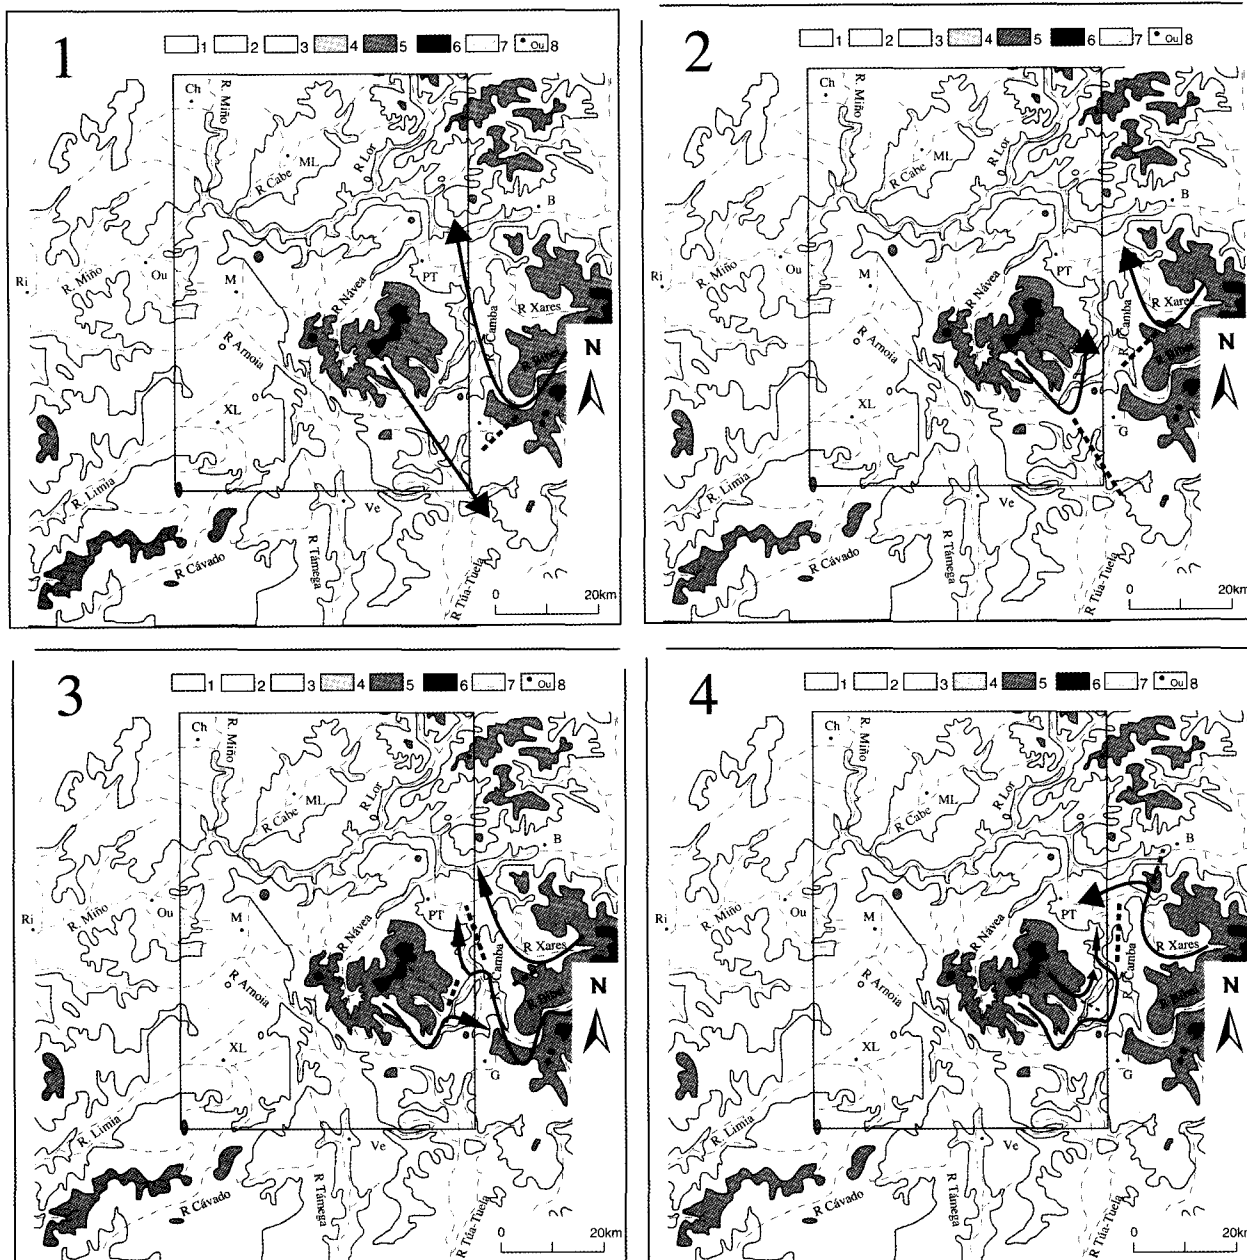 1
1 2 3 4 5 6 7 Ou 8
Ch
R. Miño
ML
R Cabe
R Lor
B
Ri
R. Miño
Ou
M
R Návea
PT
R Camba
R Xares
R Bibei
R Arnoia
N
XL
G
R. Limia
Ve
R Cávado
R Támega
R Túa-Tuela
0 20km
2
1 2 3 4 5 6 7 Ou 8
Ch
R. Miño
ML
R Cabe
R Lor
B
Ri
R. Miño
Ou
M
R Návea
PT
R Camba
R Xares
R Bibei
R Arnoia
N
XL
G
R. Limia
Ve
R Cávado
R Támega
R Túa-Tuela
0 20km
3
1 2 3 4 5 6 7 Ou 8
Ch
R. Miño
ML
R Cabe
R Lor
B
Ri
R. Miño
Ou
M
R Návea
PT
Camba
R Xares
R Arnoia
N
XL
G
R. Limia
Ve
R Cávado
R Támega
R Túa-Tuela
0 20km
4
1 2 3 4 5 6 7 Ou 8
Ch
R. Miño
ML
R Cabe
R Lor
B
Ri
R. Miño
Ou
M
R Návea
PT
R Camba
R Xares
R Arnoia
N
XL
G
R. Limia
Ve
R Cávado
R Támega
R Túa-Tuela
0 20km